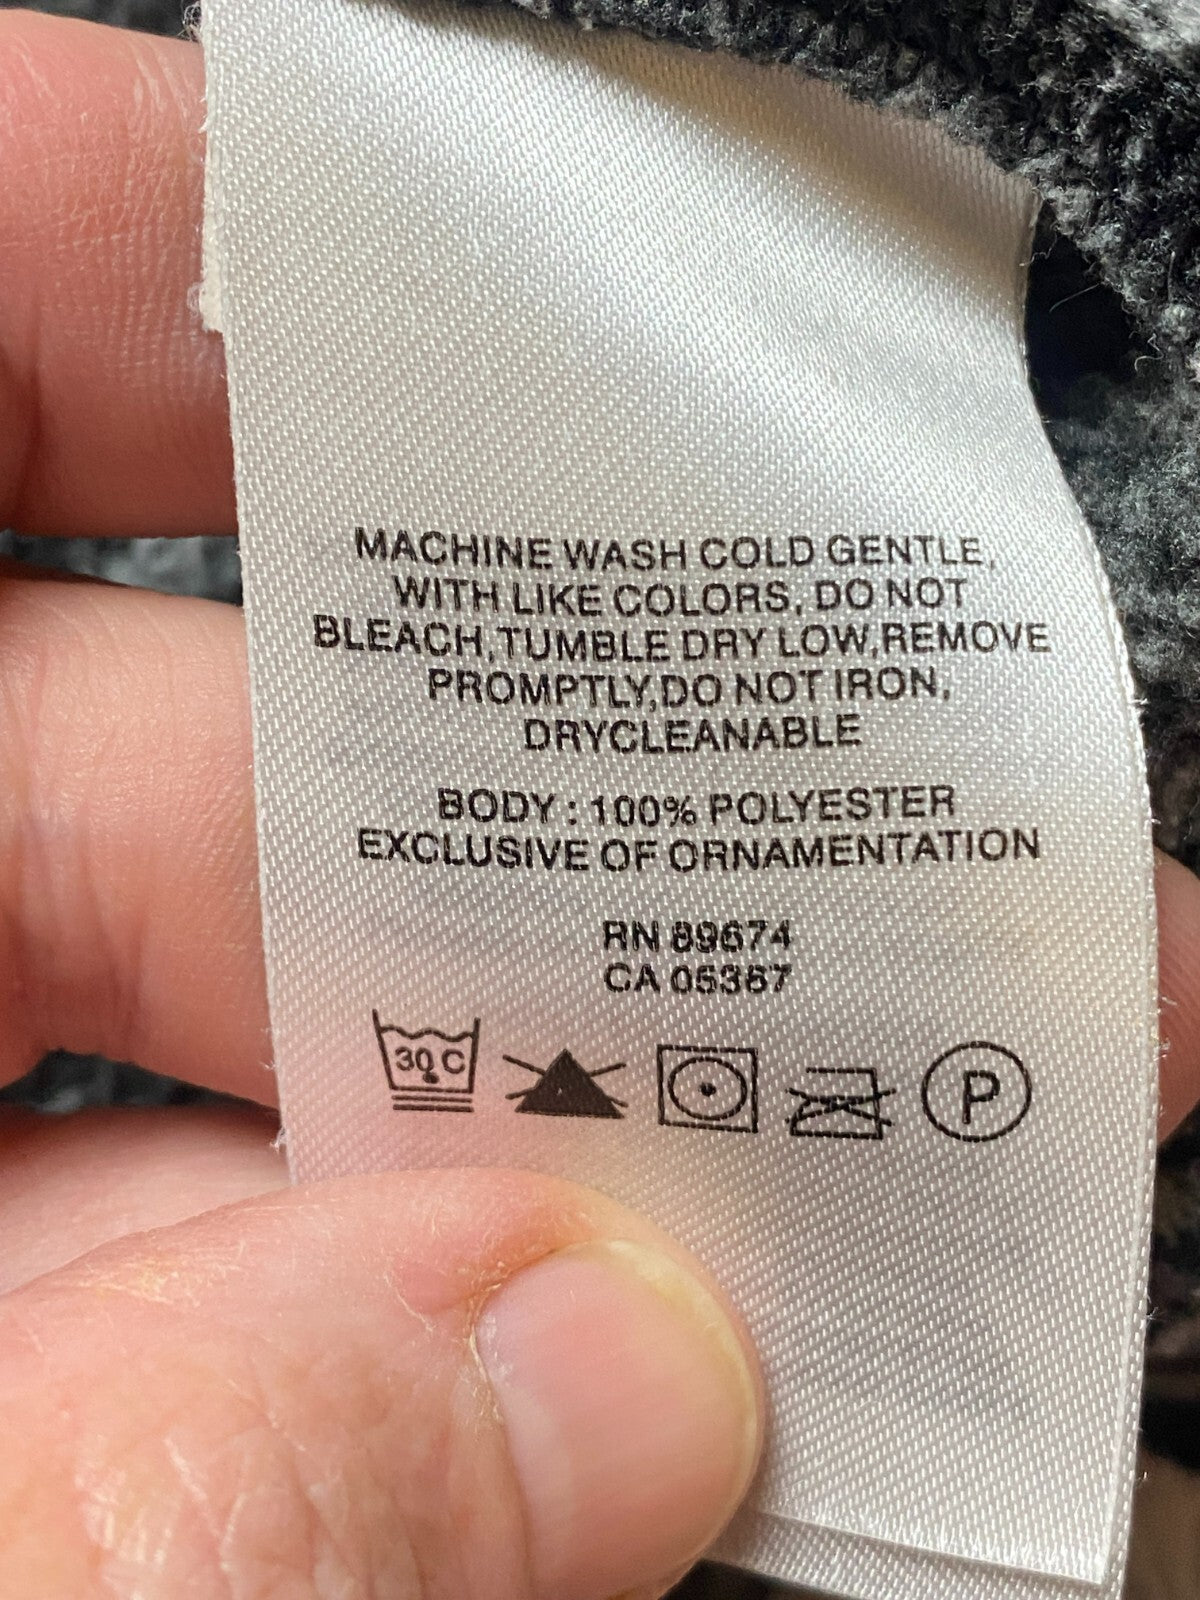 MACHINE WASH COLD GENTLE,
WITH LIKE COLORS, DO NOT
BLEACH,TUMBLE DRY LOW,REMOVE
PROMPTLY,DO NOT IRON,
DRYCLEANABLE
BODY : 100% POLYESTER
EXCLUSIVE OF ORNAMENTATION
RN 89674
CA 05367
30 C P